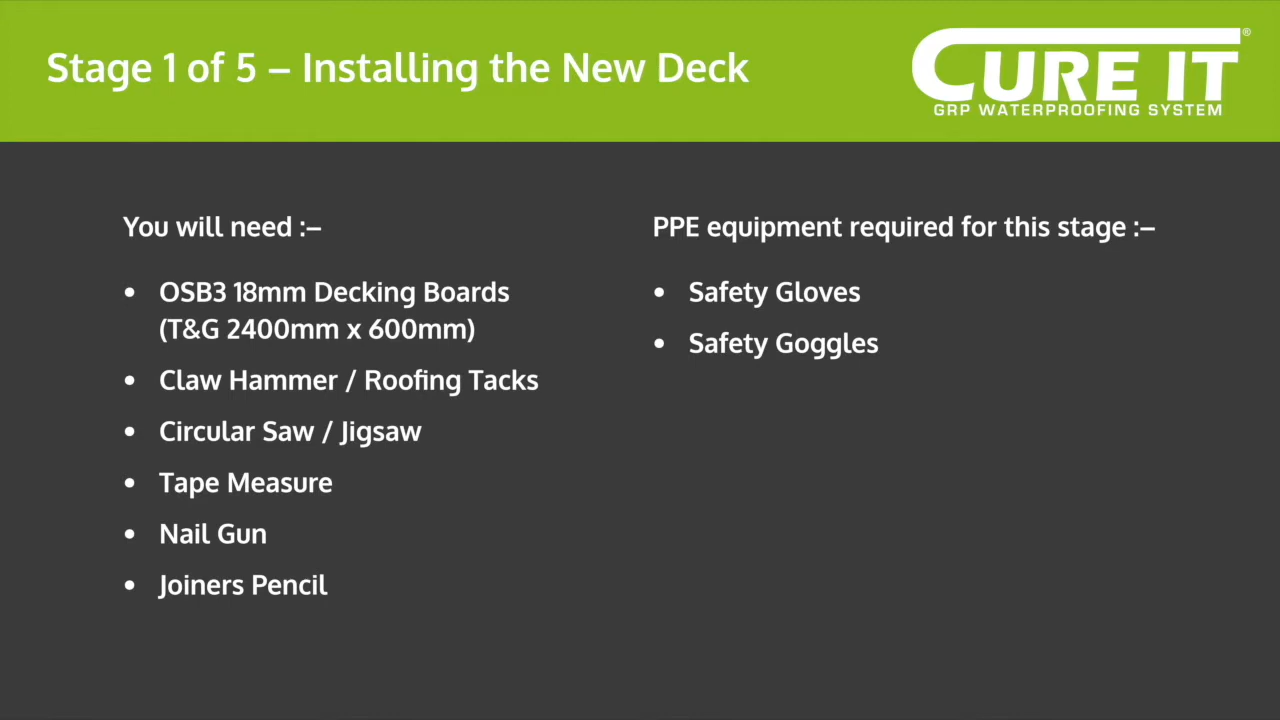 Stage 1 of 5 – Installing the New Deck
CURE IT®
GRP WATERPROOFING SYSTEM
You will need :–
• OSB3 18mm Decking Boards
(T&G 2400mm x 600mm)
• Claw Hammer / Roofing Tacks
• Circular Saw / Jigsaw
• Tape Measure
• Nail Gun
• Joiners Pencil
PPE equipment required for this stage :–
• Safety Gloves
• Safety Goggles